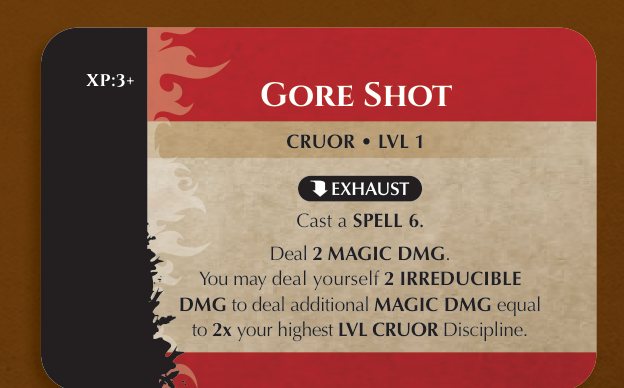 XP:3+
GORE SHOT
CRUOR • LVL 1
EXHAUST
Cast a SPELL 6.
Deal 2 MAGIC DMG.
You may deal yourself 2 IRREDUCIBLE
DMG to deal additional MAGIC DMG equal
to 2x your highest LVL CRUOR Discipline.